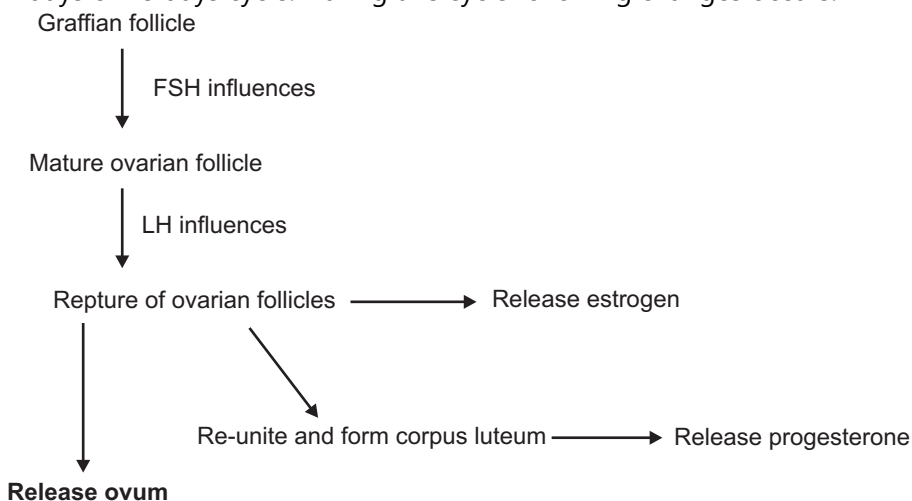 Graffian follicle
FSH influences
Mature ovarian follicle
LH influences
Repture of ovarian follicles
Release estrogen
Re-unite and form corpus luteum
Release progesterone
Release ovum